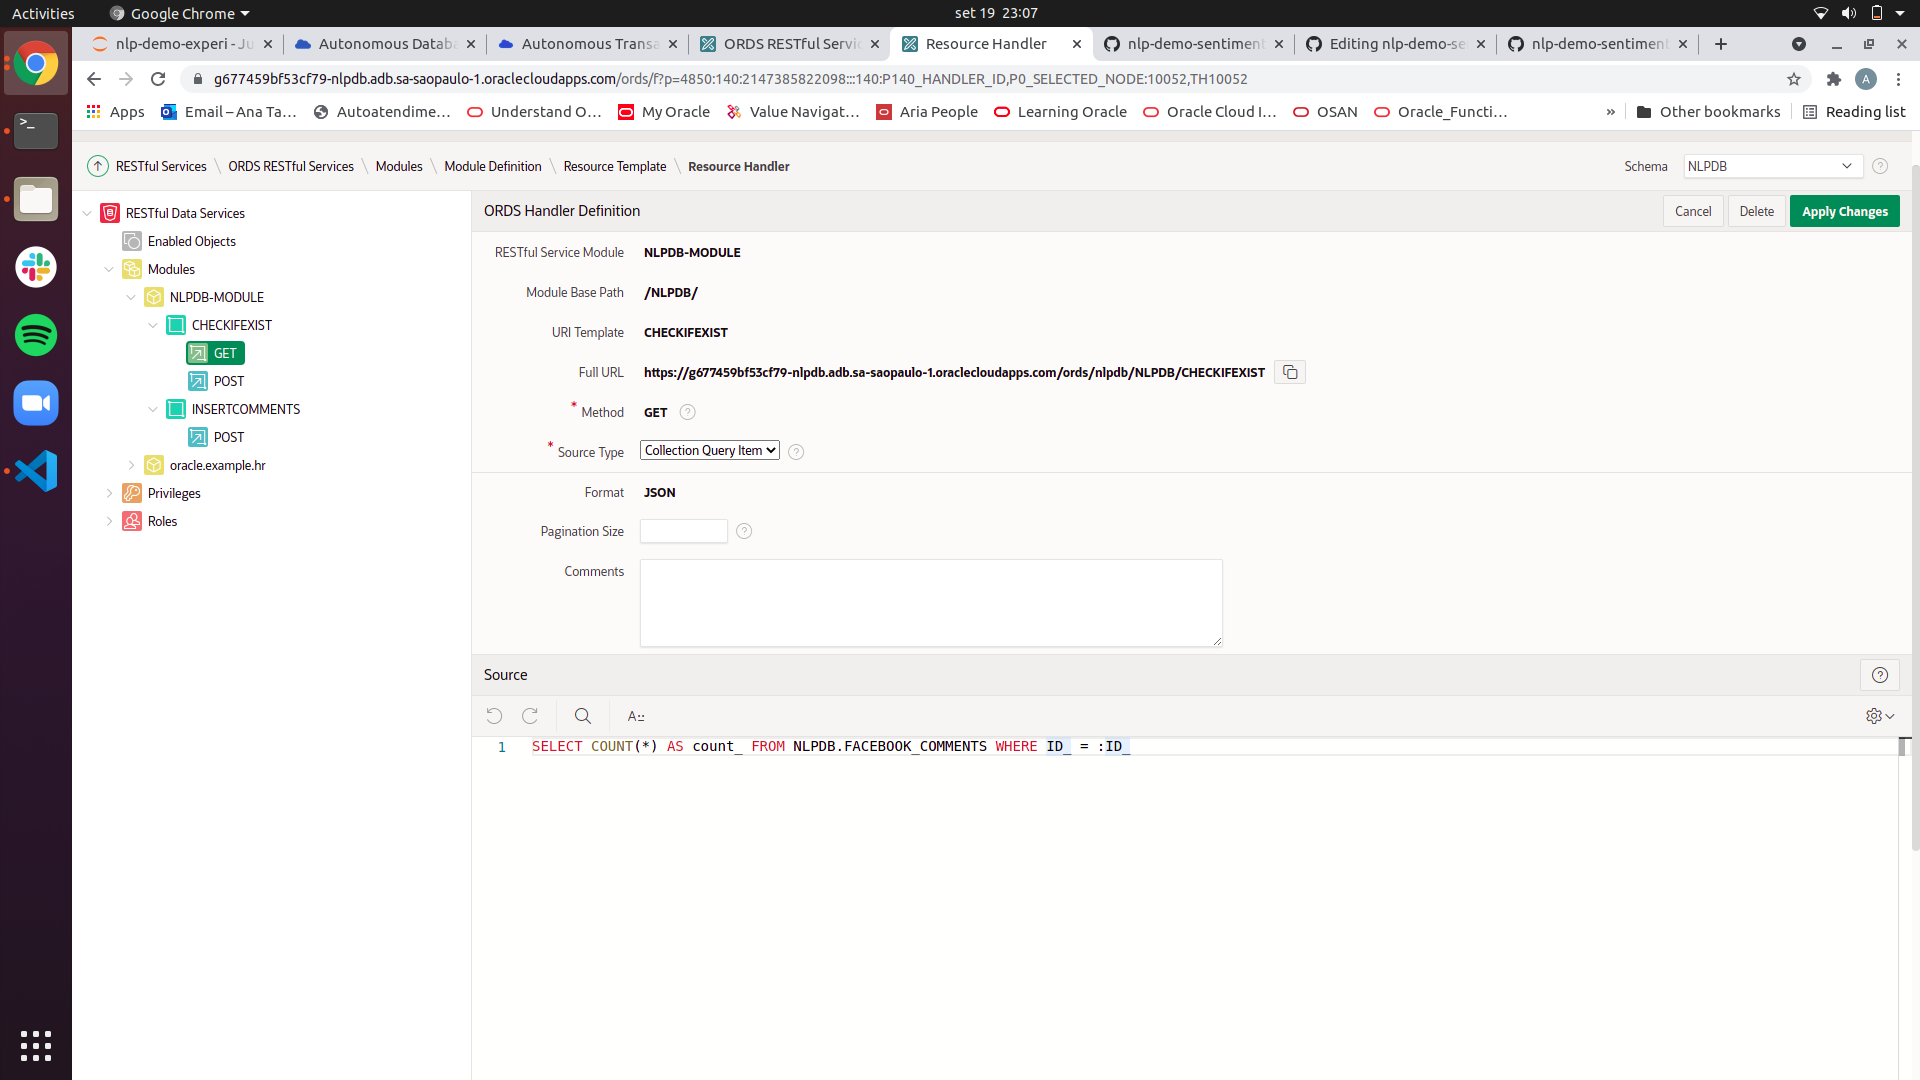 Activities
Google Chrome
set 19 23:07
nlp-demo-experi - Ju
Autonomous Databa
Autonomous Transa
ORDS RESTful Servic
Resource Handler
nlp-demo-sentiment
Editing nlp-demo-se
nlp-demo-sentiment
g677459bf53cf79-nlpdb.adb.sa-saopaulo-1.oraclecloudapps.com/ords/f?p=4850:140:2147385822098:::140:P140_HANDLER_ID,P0_SELECTED_NODE:10052,TH10052
A
Apps
Email – Ana Ta...
Autoatendime...
Understand O...
My Oracle
Value Navigat...
Aria People
Learning Oracle
Oracle Cloud I...
OSAN
Oracle_Functi...
»
Other bookmarks
Reading list
RESTful Services \ ORDS RESTful Services \ Modules \ Module Definition \ Resource Template \ Resource Handler
Schema NLPDB
RESTful Data Services
Enabled Objects
Modules
NLPDB-MODULE
CHECKIFEXIST
GET
POST
INSERTCOMMENTS
POST
oracle.example.hr
Privileges
Roles
ORDS Handler Definition
Cancel
Delete
Apply Changes
RESTful Service Module NLPDB-MODULE
Module Base Path /NLPDB/
URI Template CHECKIFEXIST
Full URL https://g677459bf53cf79-nlpdb.adb.sa-saopaulo-1.oraclecloudapps.com/ords/nlpdb/NLPDB/CHECKIFEXIST
* Method GET
* Source Type Collection Query Item
Format JSON
Pagination Size
Comments
Source
1 SELECT COUNT(*) AS count_ FROM NLPDB.FACEBOOK_COMMENTS WHERE ID_ = :ID_